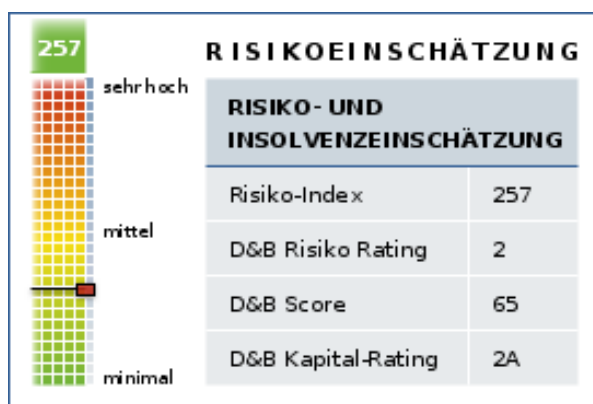 257
sehr hoch
mittel
minimal
RISIKOEINSCHÄTZUNG
RISIKO- UND
INSOLVENZEINSCHÄTZUNG
Risiko-Index 257
D&B Risiko Rating 2
D&B Score 65
D&B Kapital-Rating 2A